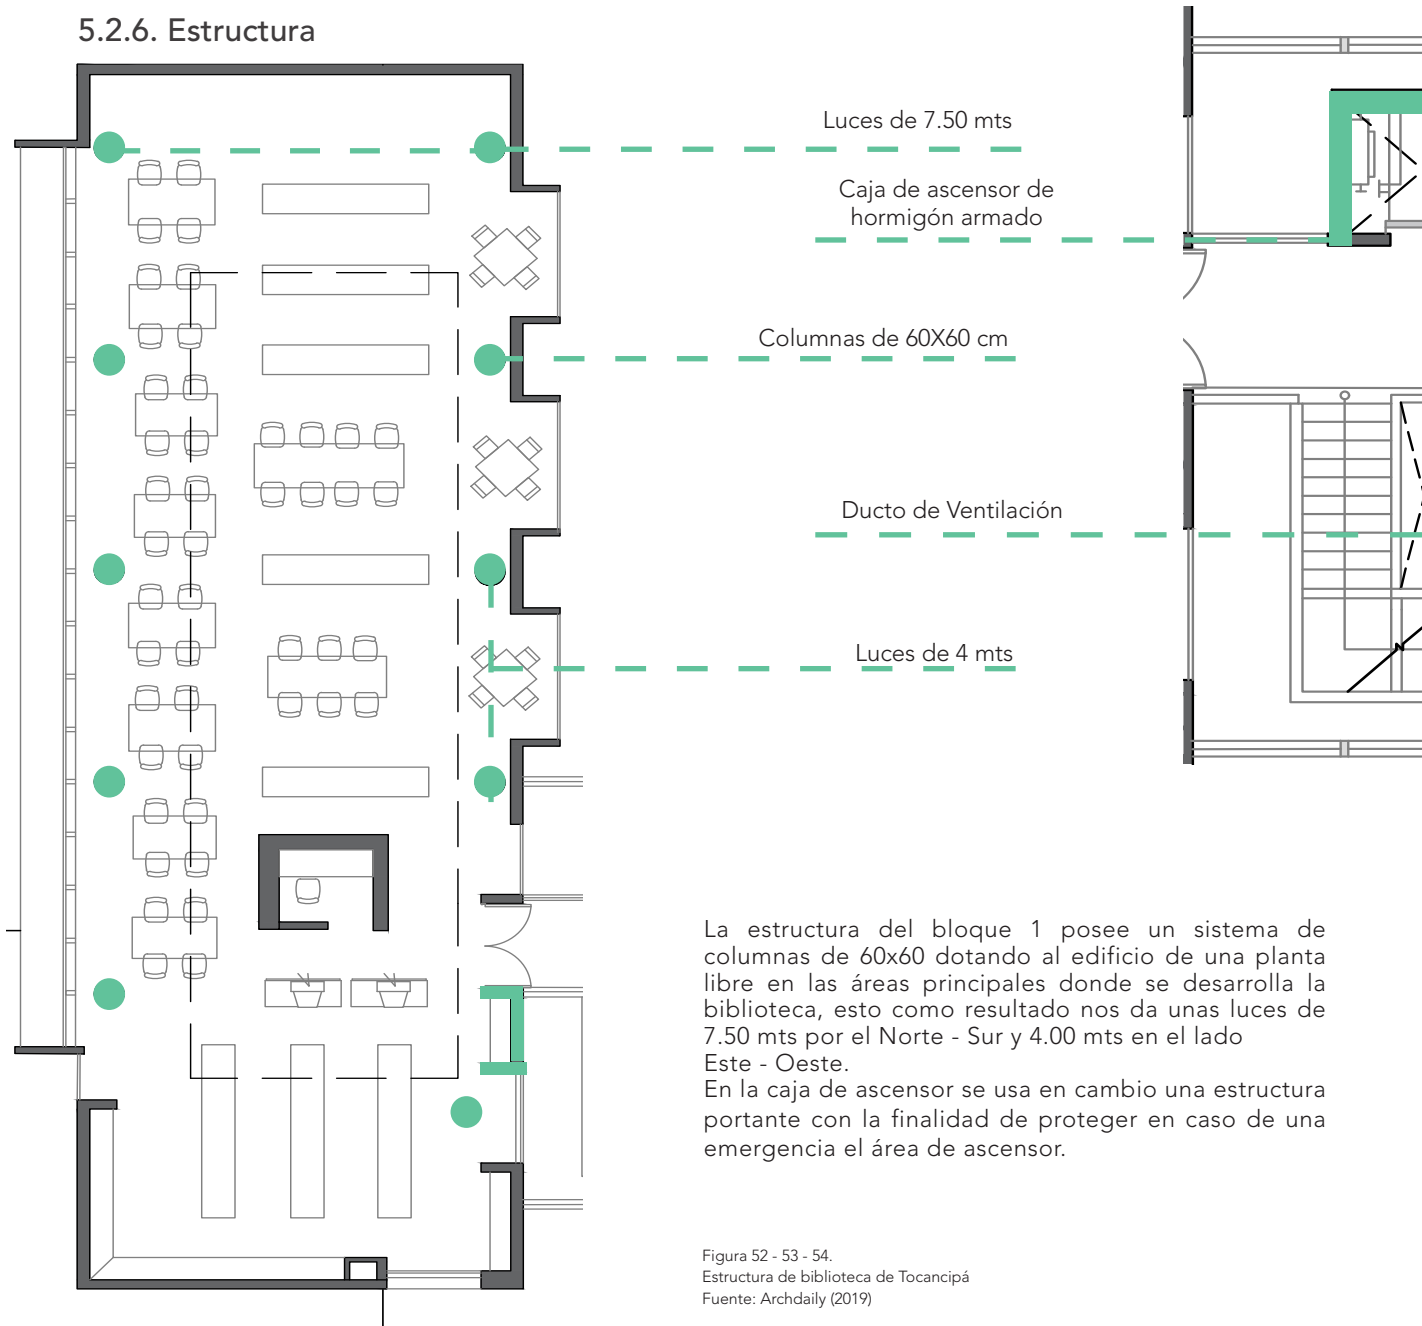 5.2.6. Estructura
Luces de 7.50 mts
Caja de ascensor de
hormigón armado
Columnas de 60X60 cm
Ducto de Ventilación
Luces de 4 mts
La estructura del bloque 1 posee un sistema de
columnas de 60x60 dotando al edificio de una planta
libre en las áreas principales donde se desarrolla la
biblioteca, esto como resultado nos da unas luces de
7.50 mts por el Norte - Sur y 4.00 mts en el lado
Este - Oeste.
En la caja de ascensor se usa en cambio una estructura
portante con la finalidad de proteger en caso de una
emergencia el área de ascensor.
Figura 52 - 53 - 54.
Estructura de biblioteca de Tocancipá
Fuente: Archdaily (2019)